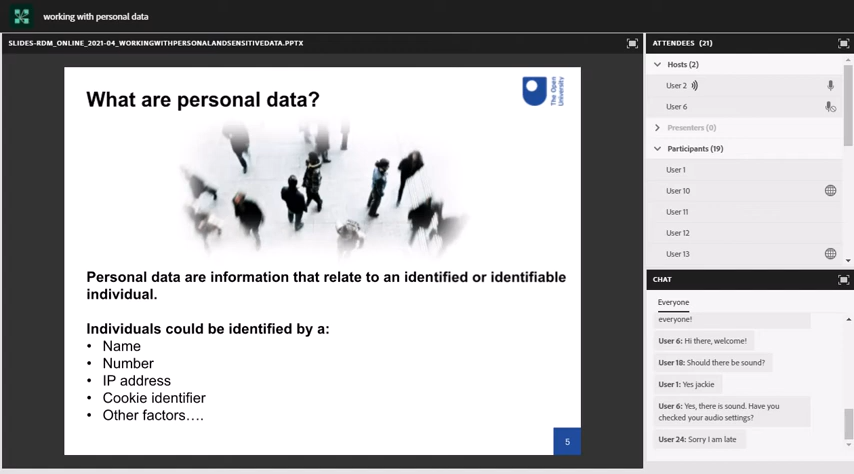 working with personal data
SLIDES-RDM_ONLINE_2021-04_WORKINGWITHPERSONALANDSENSITIVEDATA.PPTX
What are personal data?
The Open
University
Personal data are information that relate to an identified or identifiable
individual.
Individuals could be identified by a:
• Name
• Number
• IP address
• Cookie identifier
• Other factors….
5
ATTENDEES (21)
Hosts (2)
User 2
User 6
Presenters (0)
Participants (19)
User 1
User 10
User 11
User 12
User 13
CHAT
Everyone
everyone!
User 6: Hi there, welcome!
User 18: Should there be sound?
User 1: Yes jackie
User 6: Yes, there is sound. Have you
checked your audio settings?
User 24: Sorry I am late